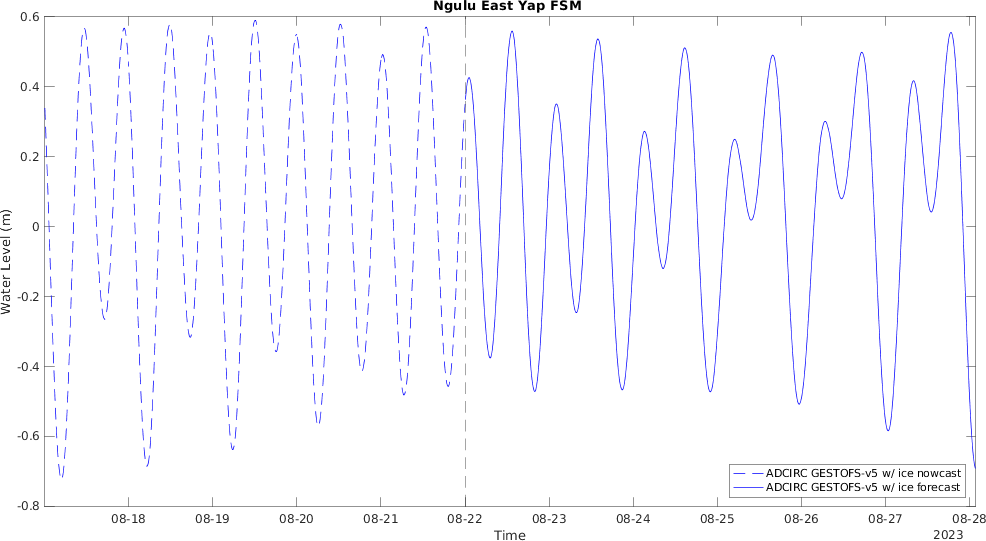 Ngulu East Yap FSM
0.6
0.4
0.2
0
-0.2
-0.4
-0.6
-0.8
Water Level (m)
ADCIRC GESTOFS-v5 w/ ice nowcast
ADCIRC GESTOFS-v5 w/ ice forecast
08-18 08-19 08-20 08-21 08-22 08-23 08-24 08-25 08-26 08-27 08-28
Time
2023